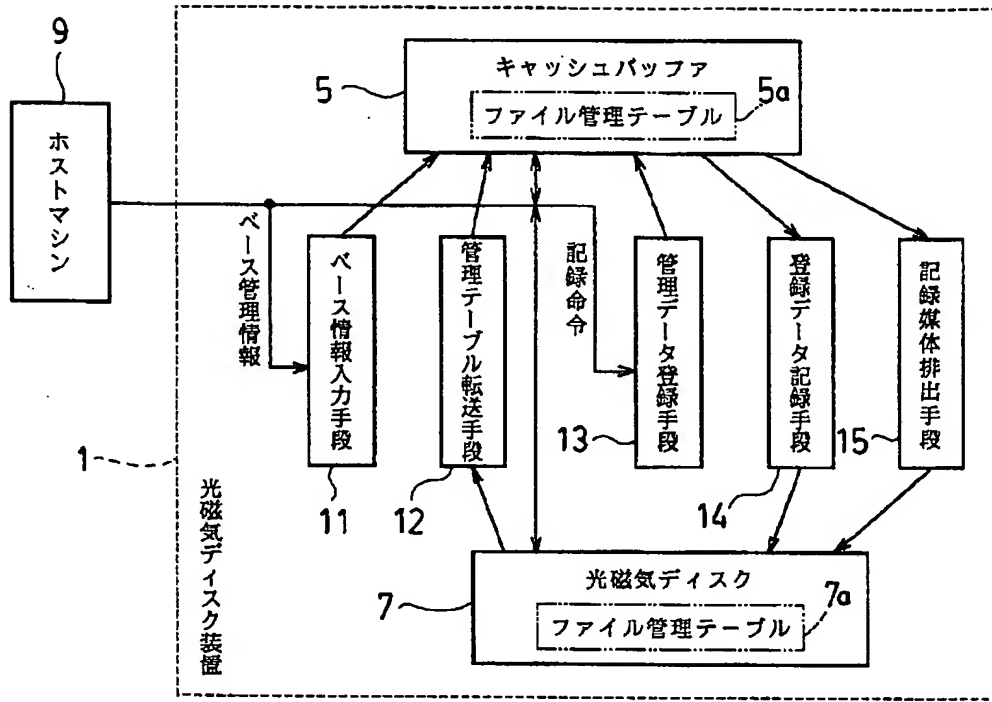 9
ホストマシン
5
キャッシュバッファ
5a
ファイル管理テーブル
ベース管理情報
ベース情報入力手段
管理テーブル転送手段
記録命令
管理データ登録手段
登録データ記録手段
記録媒体排出手段
11
12
13
14
15
1
光磁気ディスク装置
7
光磁気ディスク
7a
ファイル管理テーブル